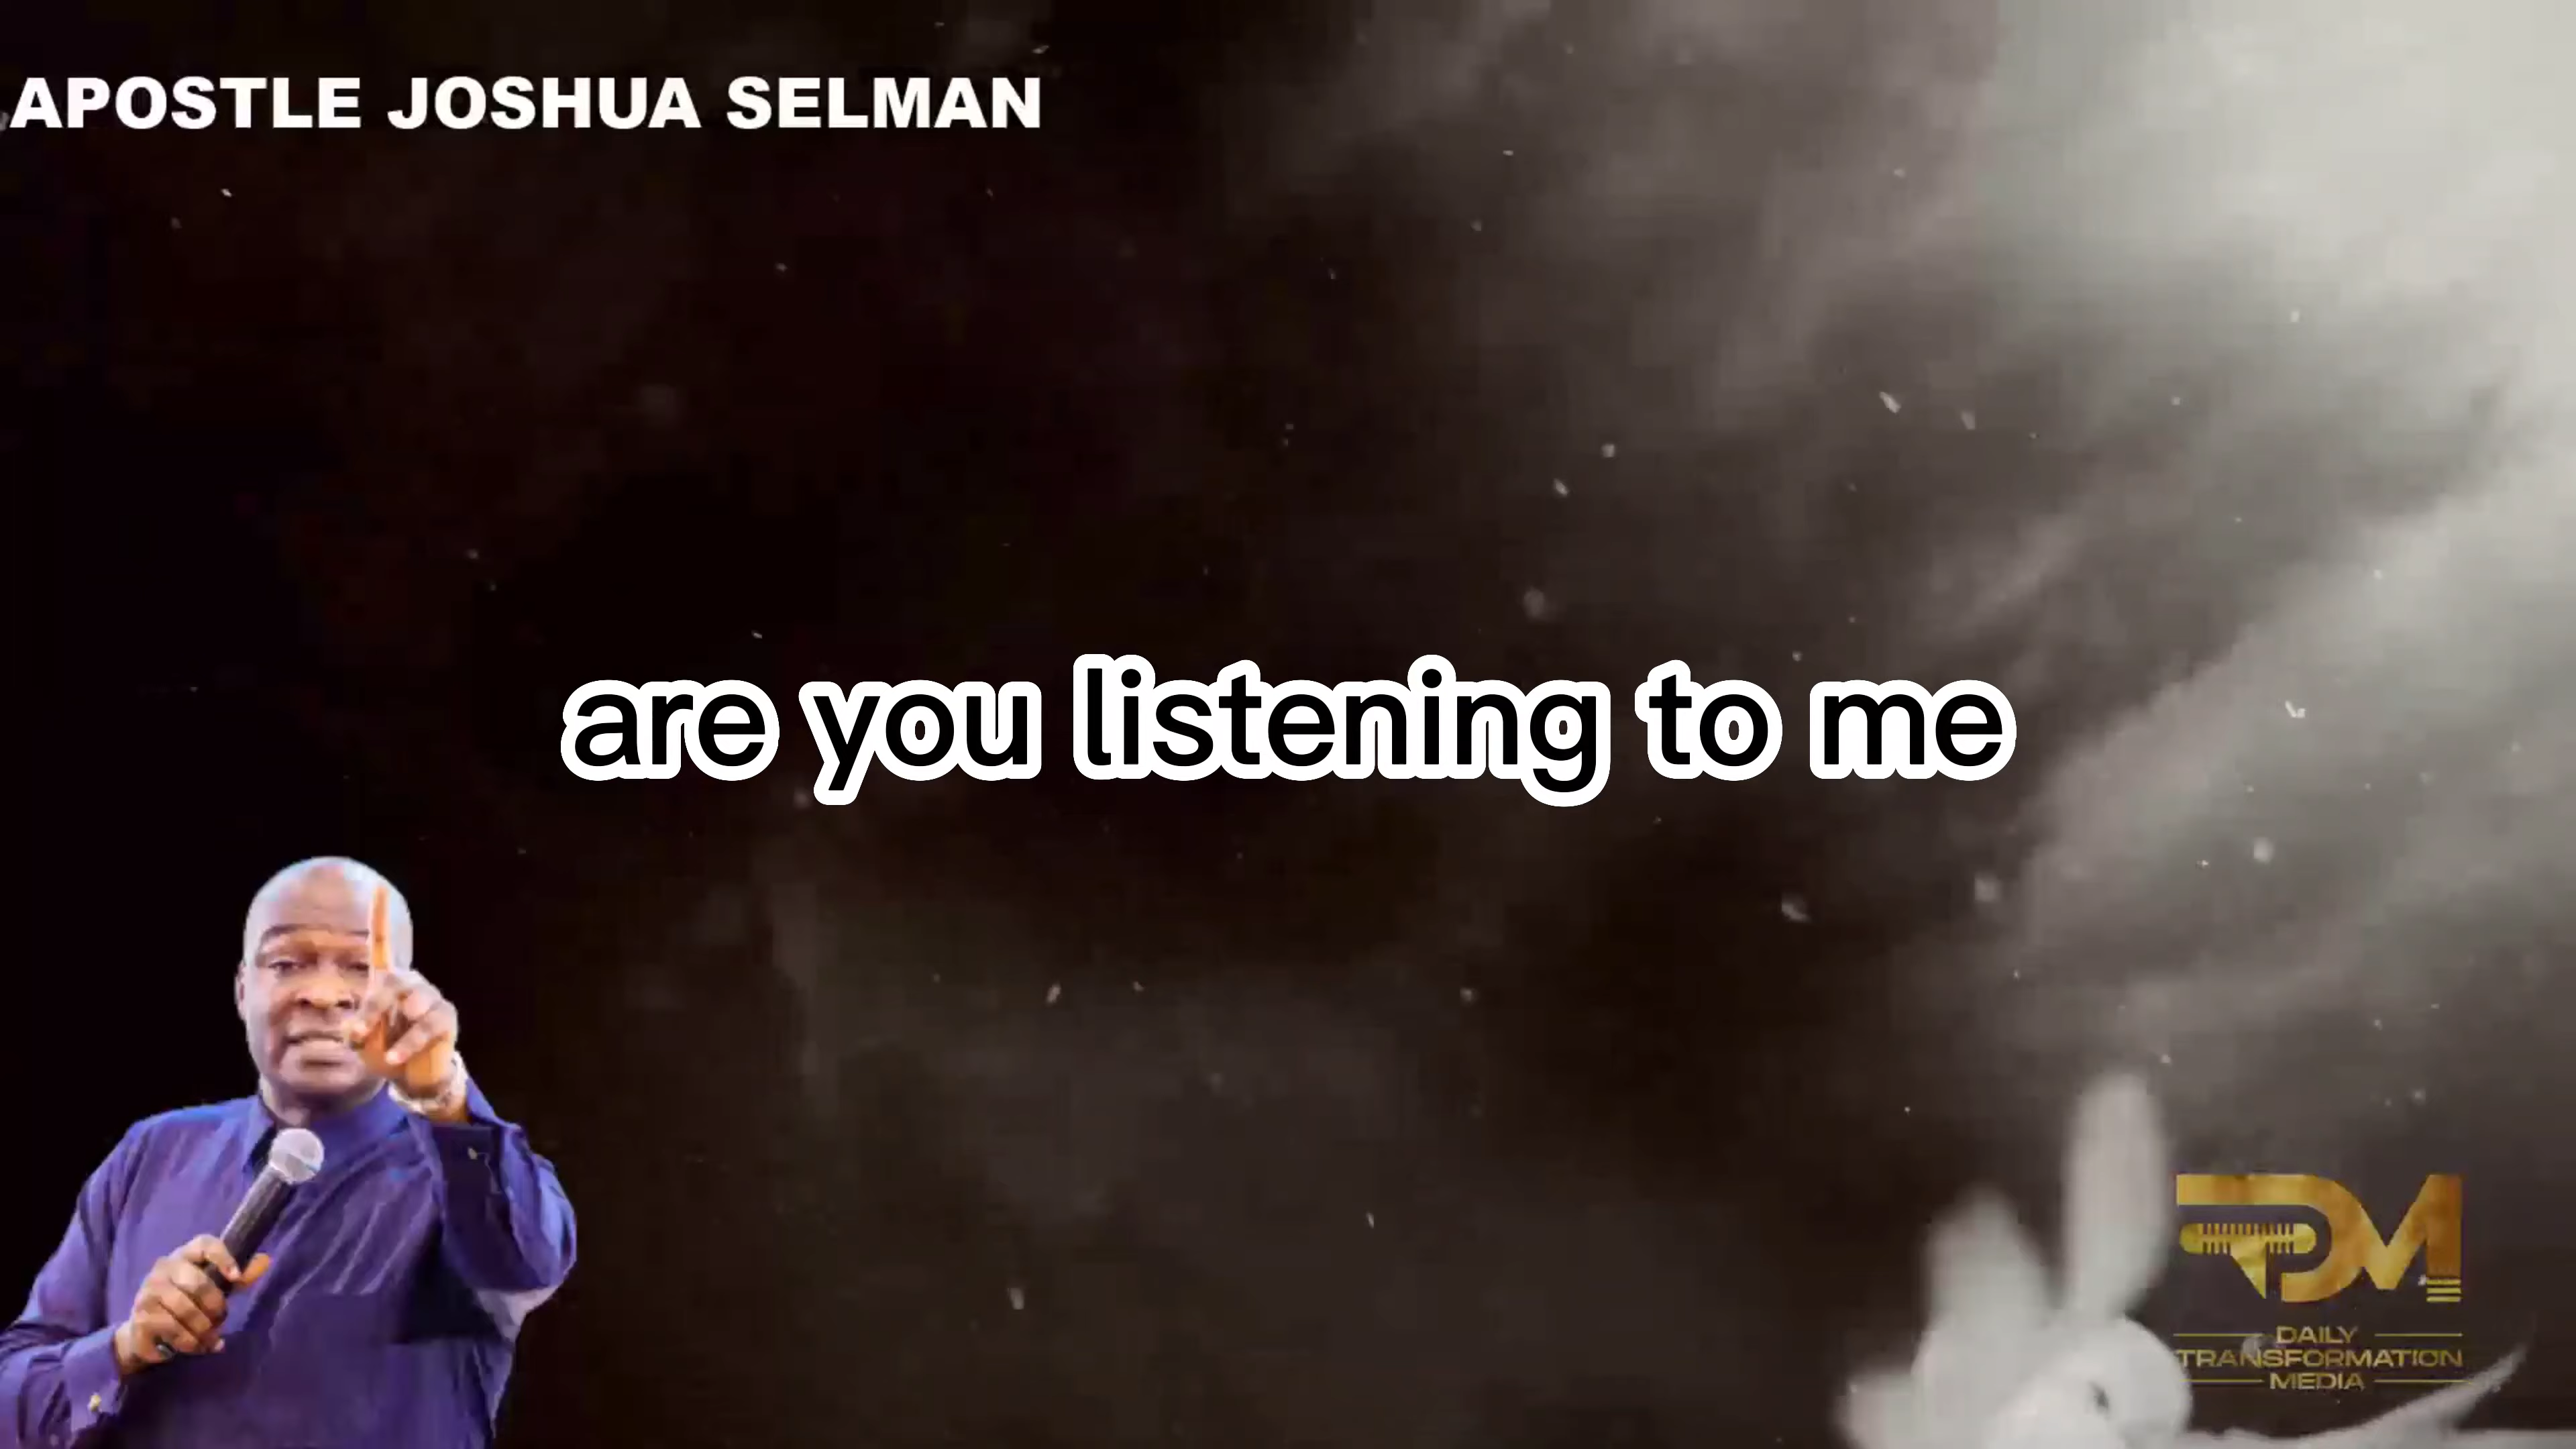 APOSTLE JOSHUA SELMAN
are you listening to me
DAILY
TRANSFORMATION
MEDIA